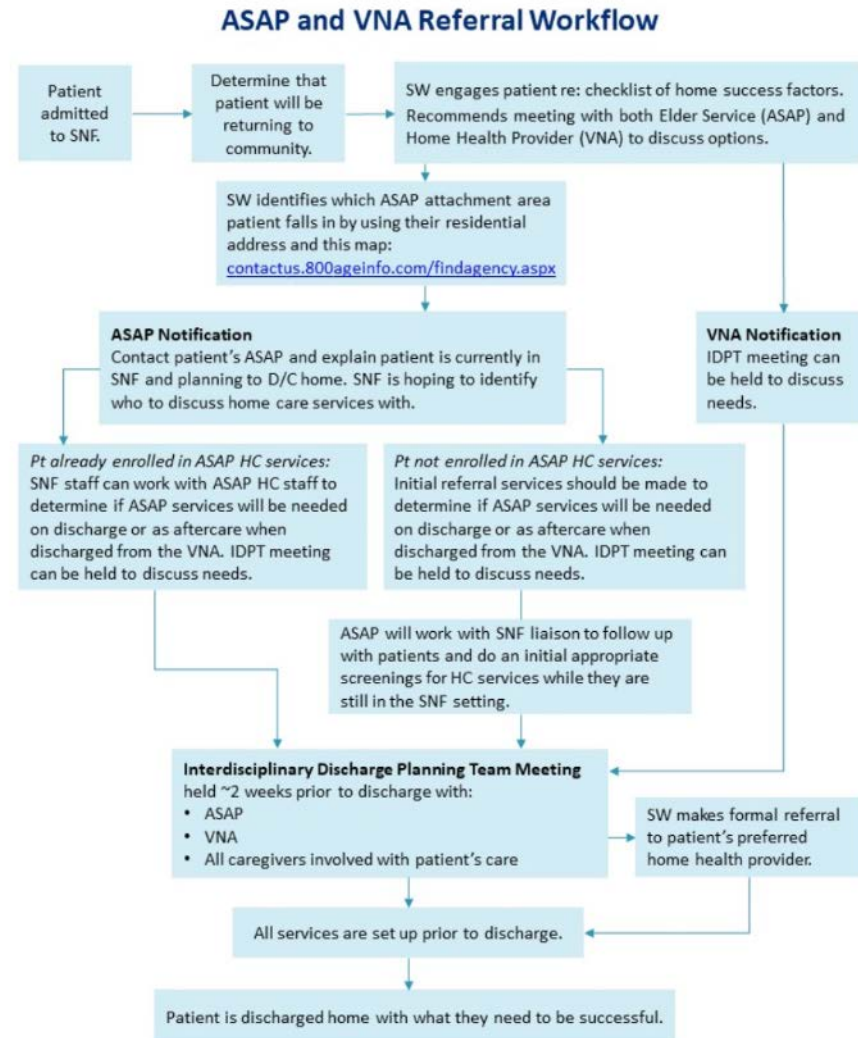 ASAP and VNA Referral Workflow
Patient
admitted
to SNF.
Determine that
patient will be
returning to
community.
SW engages patient re: checklist of home success factors.
Recommends meeting with both Elder Service (ASAP) and
Home Health Provider (VNA) to discuss options.
SW identifies which ASAP attachment area
patient falls in by using their residential
address and this map:
contactus.800ageinfo.com/findagency.aspx
ASAP Notification
Contact patient's ASAP and explain patient is currently in
SNF and planning to D/C home. SNF is hoping to identify
who to discuss home care services with.
VNA Notification
IDPT meeting can
be held to discuss
needs.
Pt already enrolled in ASAP HC services:
SNF staff can work with ASAP HC staff to
determine if ASAP services will be needed
on discharge or as aftercare when
discharged from the VNA. IDPT meeting
can be held to discuss needs.
Pt not enrolled in ASAP HC services:
Initial referral services should be made to
determine if ASAP services will be needed
on discharge or as aftercare when
discharged from the VNA. IDPT meeting can
be held to discuss needs.
ASAP will work with SNF liaison to follow up
with patients and do an initial appropriate
screenings for HC services while they are
still in the SNF setting.
Interdisciplinary Discharge Planning Team Meeting
held ~2 weeks prior to discharge with:
• ASAP
• VNA
• All caregivers involved with patient's care
SW makes formal referral
to patient's preferred
home health provider.
All services are set up prior to discharge.
Patient is discharged home with what they need to be successful.